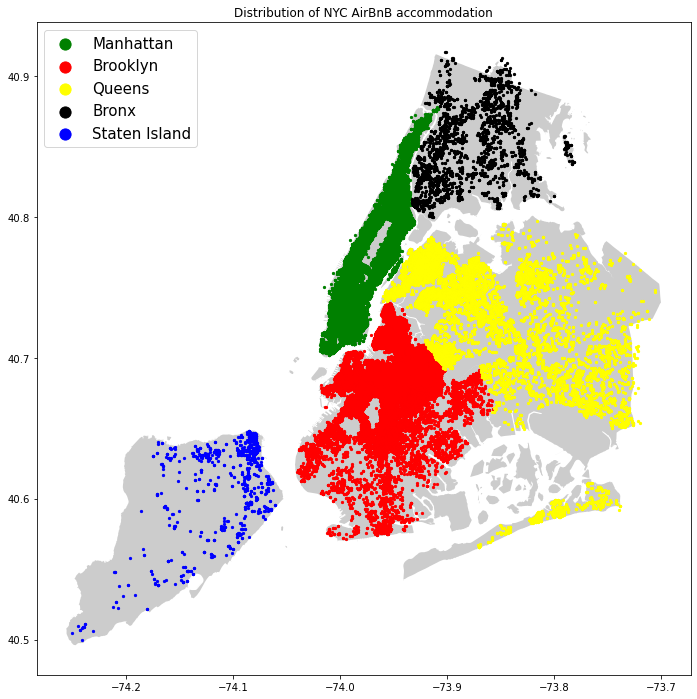 Distribution of NYC AirBnB accommodation
Manhattan
Brooklyn
Queens
Bronx
Staten Island
40.9
40.8
40.7
40.6
40.5
−74.2 −74.1 −74.0 −73.9 −73.8 −73.7